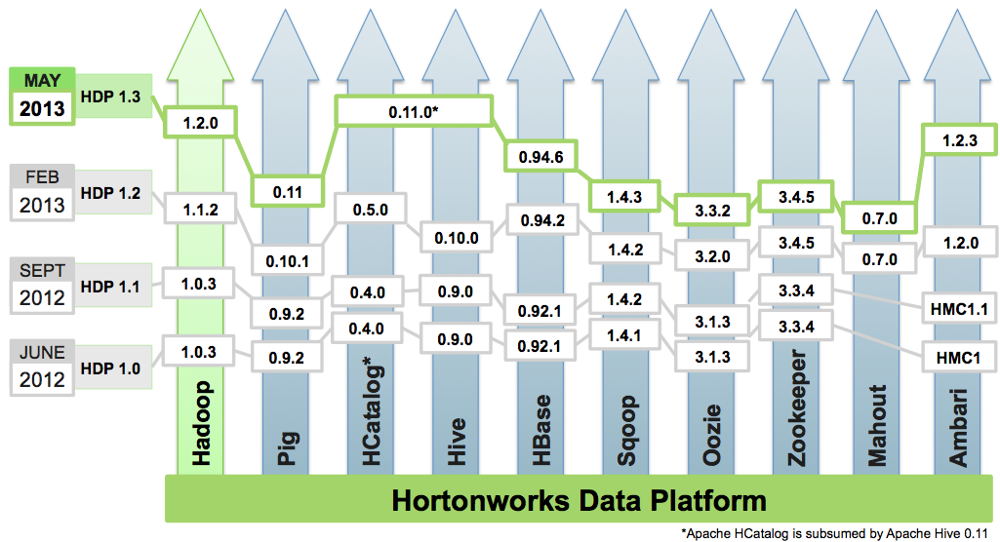 MAY
2013
HDP 1.3
1.2.0
0.11
0.11.0*
0.94.6
1.4.3
3.3.2
3.4.5
0.7.0
1.2.3
FEB
2013
HDP 1.2
1.1.2
0.10.1
0.5.0
0.10.0
0.94.2
1.4.2
3.2.0
3.4.5
0.7.0
1.2.0
SEPT
2012
HDP 1.1
1.0.3
0.9.2
0.4.0
0.9.0
0.92.1
1.4.2
3.1.3
3.3.4
HMC1.1
JUNE
2012
HDP 1.0
1.0.3
0.9.2
0.4.0
0.9.0
0.92.1
1.4.1
3.1.3
3.3.4
HMC1
Hadoop
Pig
HCatalog*
Hive
HBase
Sqoop
Oozie
Zookeeper
Mahout
Ambari
Hortonworks Data Platform
*Apache HCatalog is subsumed by Apache Hive 0.11